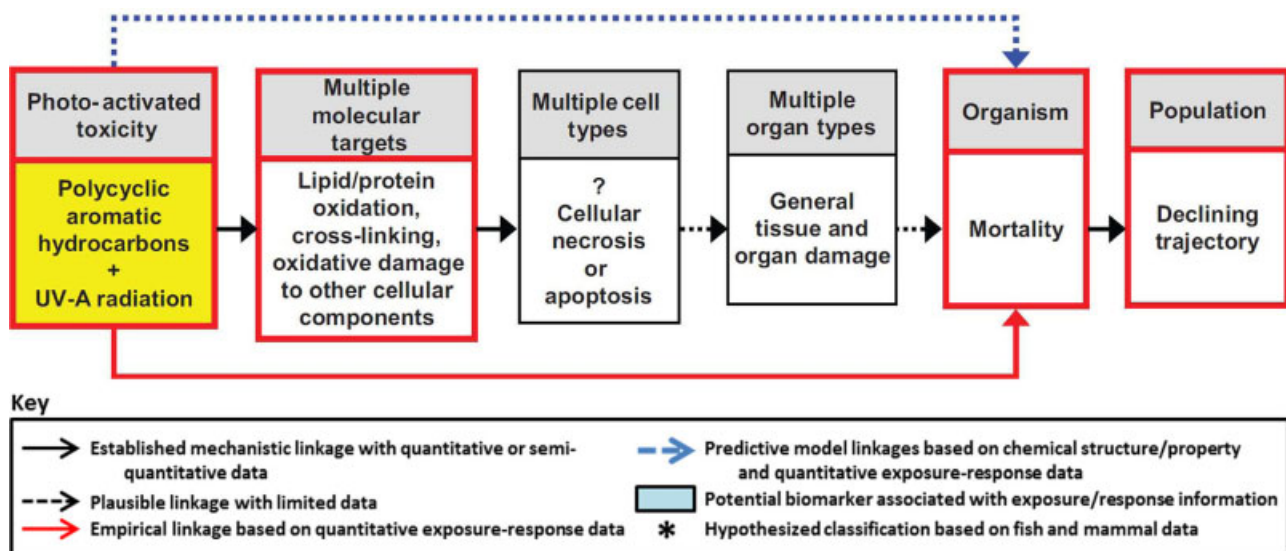 Photo-activated
toxicity
Polycyclic
aromatic
hydrocarbons
+
UV-A radiation
Multiple
molecular
targets
Lipid/protein
oxidation,
cross-linking,
oxidative damage
to other cellular
components
Multiple cell
types
?
Cellular
necrosis
or
apoptosis
Multiple
organ types
General
tissue and
organ damage
Organism
Mortality
Population
Declining
trajectory
Key
Established mechanistic linkage with quantitative or semi-
quantitative data
Plausible linkage with limited data
Empirical linkage based on quantitative exposure-response data
Predictive model linkages based on chemical structure/property
and quantitative exposure-response data
Potential biomarker associated with exposure/response information
* Hypothesized classification based on fish and mammal data